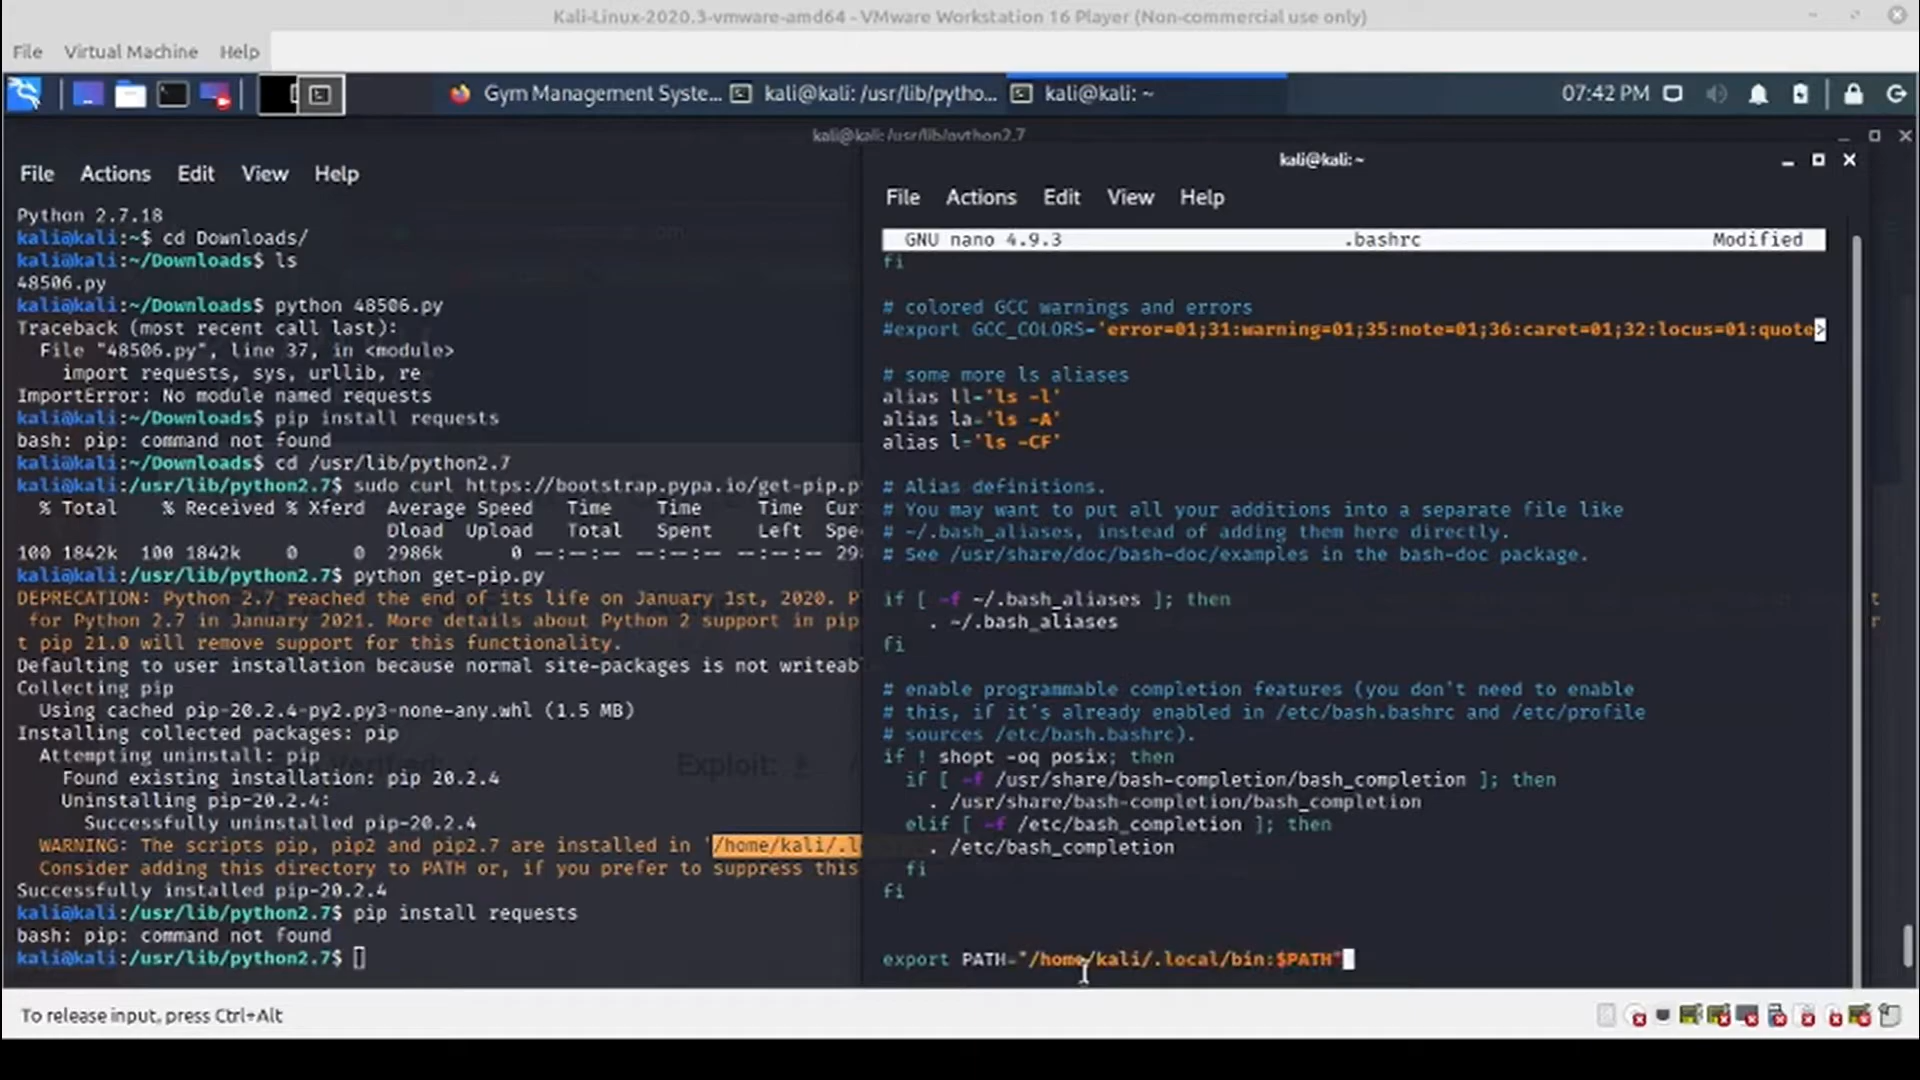 Kali-Linux-2020.3-vmware-amd64 - VMware Workstation 16 Player (Non-commercial use only)
File Virtual Machine Help
Gym Management Syste... kali@kali: /usr/lib/pytho... kali@kali: ~ 07:42 PM
kali@kali: /usr/lib/python2.7
File Actions Edit View Help
Python 2.7.18
kali@kali:~$ cd Downloads/
kali@kali:~/Downloads$ ls
48506.py
kali@kali:~/Downloads$ python 48506.py
Traceback (most recent call last):
File "48506.py", line 37, in <module>
import requests, sys, urllib, re
ImportError: No module named requests
kali@kali:~/Downloads$ pip install requests
bash: pip: command not found
kali@kali:~/Downloads$ cd /usr/lib/python2.7
kali@kali:/usr/lib/python2.7$ sudo curl https://bootstrap.pypa.io/get-pip.p
% Total % Received % Xferd Average Speed Time Time Time Cur
Dload Upload Total Spent Left Spe
100 1842k 100 1842k 0 0 2986k 0 --:--:-- --:--:-- --:--:-- 29
kali@kali:/usr/lib/python2.7$ python get-pip.py
DEPRECATION: Python 2.7 reached the end of its life on January 1st, 2020. P
for Python 2.7 in January 2021. More details about Python 2 support in pip
t pip 21.0 will remove support for this functionality.
Defaulting to user installation because normal site-packages is not writeab
Collecting pip
Using cached pip-20.2.4-py2.py3-none-any.whl (1.5 MB)
Installing collected packages: pip
Attempting uninstall: pip
Found existing installation: pip 20.2.4
Uninstalling pip-20.2.4:
Successfully uninstalled pip-20.2.4
WARNING: The scripts pip, pip2 and pip2.7 are installed in '/home/kali/.l
Consider adding this directory to PATH or, if you prefer to suppress this
Successfully installed pip-20.2.4
kali@kali:/usr/lib/python2.7$ pip install requests
bash: pip: command not found
kali@kali:/usr/lib/python2.7$
Exploit:
kali@kali: ~
File Actions Edit View Help
GNU nano 4.9.3 .bashrc Modified
fi
# colored GCC warnings and errors
#export GCC_COLORS='error=01;31:warning=01;35:note=01;36:caret=01;32:locus=01:quote>
# some more ls aliases
alias ll='ls -l'
alias la='ls -A'
alias l='ls -CF'
# Alias definitions.
# You may want to put all your additions into a separate file like
# ~/.bash_aliases, instead of adding them here directly.
# See /usr/share/doc/bash-doc/examples in the bash-doc package.
if [ -f ~/.bash_aliases ]; then
. ~/.bash_aliases
fi
# enable programmable completion features (you don't need to enable
# this, if it's already enabled in /etc/bash.bashrc and /etc/profile
# sources /etc/bash.bashrc).
if ! shopt -oq posix; then
if [ -f /usr/share/bash-completion/bash_completion ]; then
. /usr/share/bash-completion/bash_completion
elif [ -f /etc/bash_completion ]; then
. /etc/bash_completion
fi
fi
export PATH="/home/kali/.local/bin:$PATH"
To release input, press Ctrl+Alt